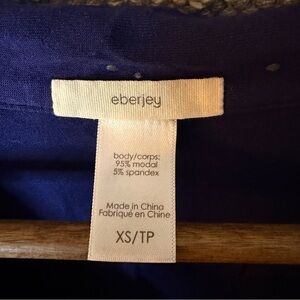 eberjey
body/corps:
95% modal
5% spandex
Made in China
Fabriqué en Chine
XS/TP